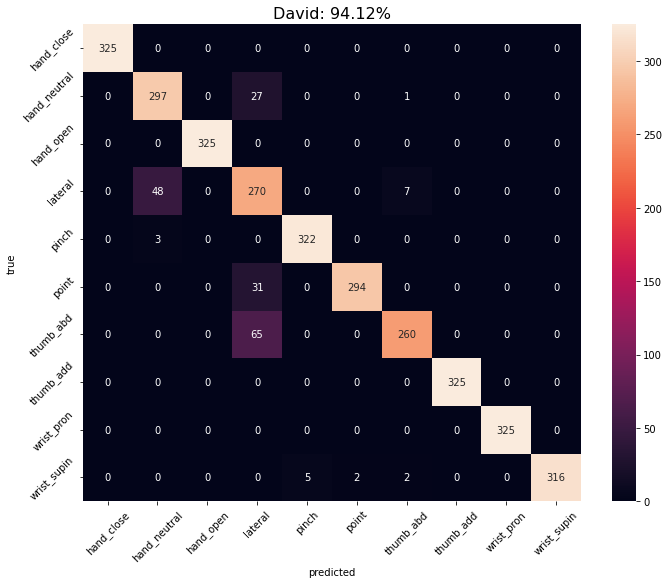 David: 94.12%
hand_close 325 0 0 0 0 0 0 0 0 0
hand_neutral 0 297 0 27 0 0 1 0 0 0
hand_open 0 0 325 0 0 0 0 0 0 0
lateral 0 48 0 270 0 0 7 0 0 0
pinch 0 3 0 0 322 0 0 0 0 0
point 0 0 0 31 0 294 0 0 0 0
thumb_abd 0 0 0 65 0 0 260 0 0 0
thumb_add 0 0 0 0 0 0 0 325 0 0
wrist_pron 0 0 0 0 0 0 0 0 325 0
wrist_supin 0 0 0 0 5 2 2 0 0 316
true
hand_close hand_neutral hand_open lateral pinch point thumb_abd thumb_add wrist_pron wrist_supin
predicted
300
250
200
150
100
50
0